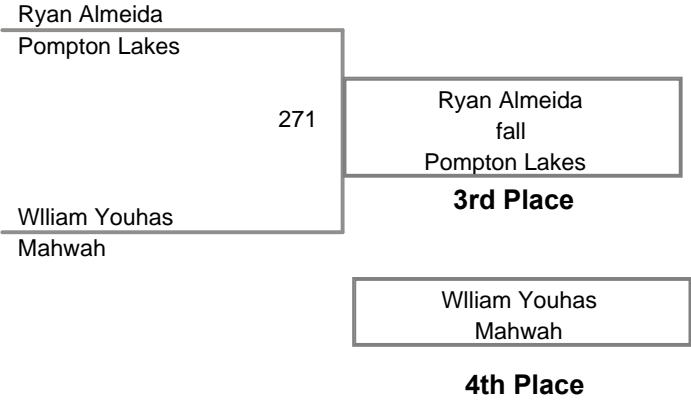 Ryan Almeida
Pompton Lakes
271
Ryan Almeida
fall
Pompton Lakes
3rd Place
Wlliam Youhas
Mahwah
Wlliam Youhas
Mahwah
4th Place